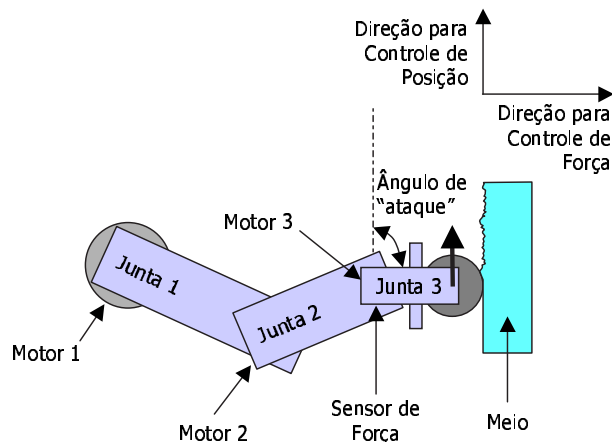 Direção para
Controle de
Posição
Direção para
Controle de
Força
Ângulo de
“ataque”
Motor 3
Junta 1
Junta 2
Junta 3
Motor 1
Motor 2
Sensor de
Força
Meio